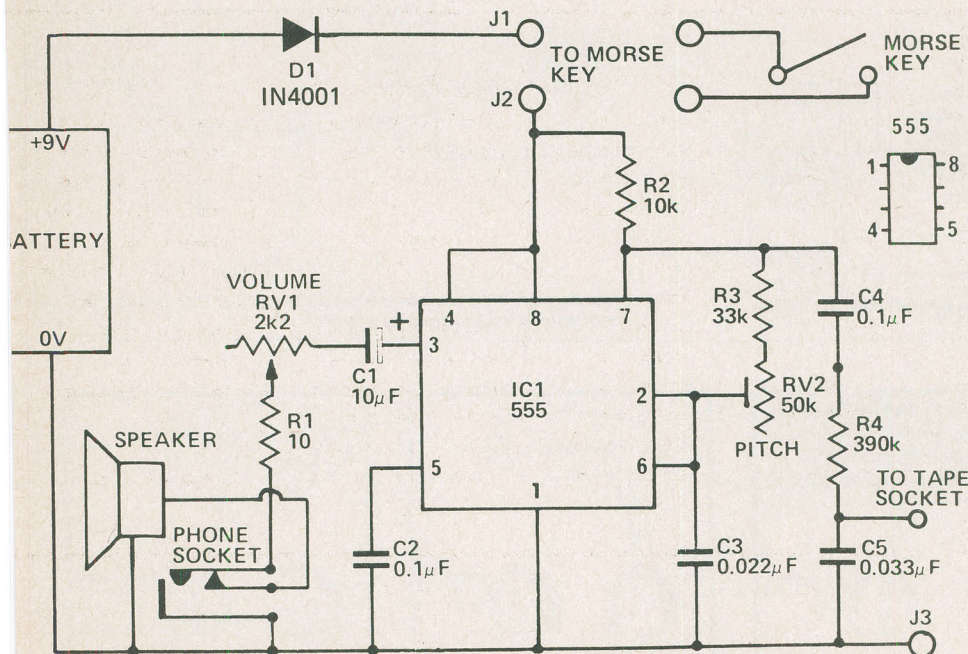 J1
TO MORSE
KEY
J2
MORSE
KEY
D1
IN4001
+9V
ATTERY
0V
555
1
8
4
5
R2
10k
VOLUME
RV1
2k2
+
C1
10µF
4
8
7
3
IC1
555
2
6
5
1
R3
33k
C4
0.1µF
RV2
50k
PITCH
R4
390k
R1
10
SPEAKER
PHONE
SOCKET
TO TAPE
SOCKET
C2
0.1µF
C3
0.022µF
C5
0.033µF
J3